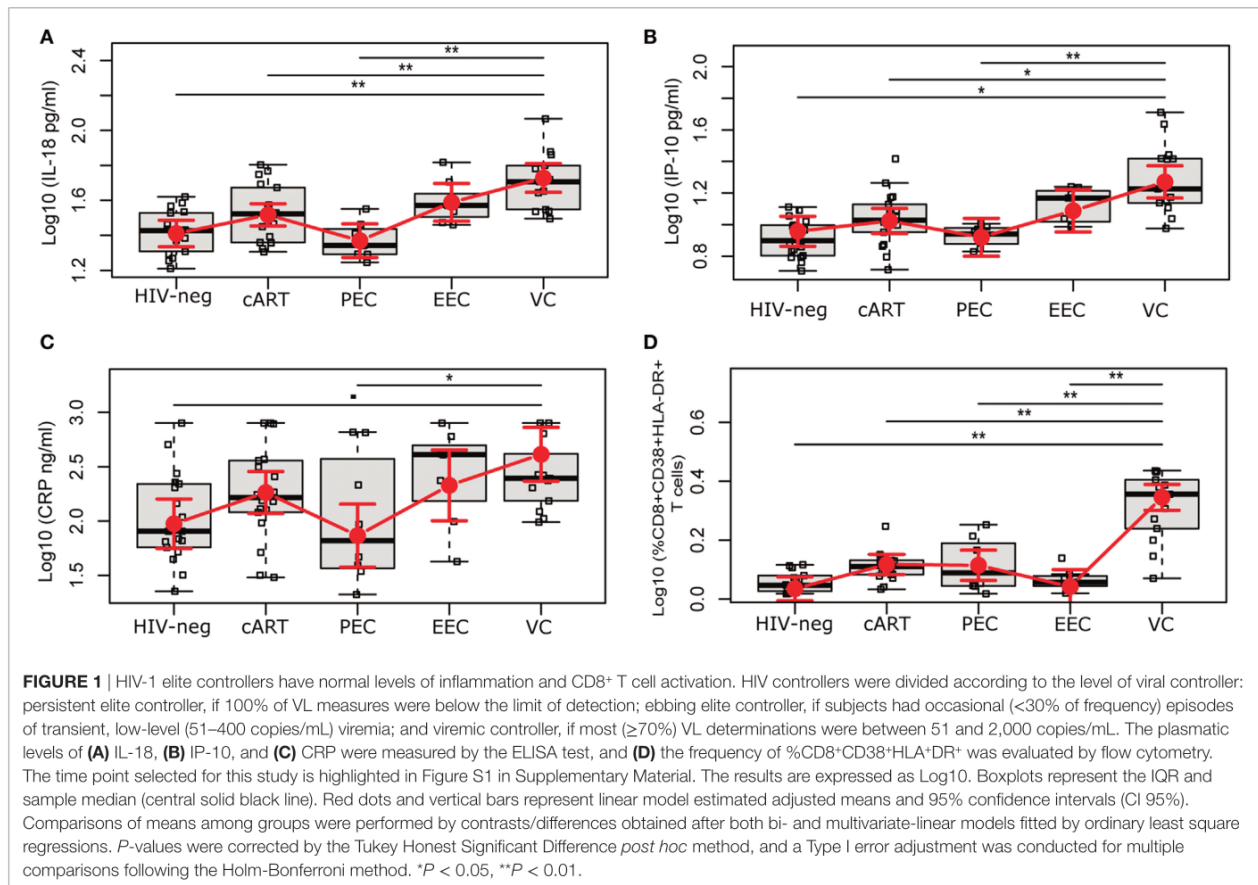 A
Log10 (IL-18 pg/ml)
2.4
2.0
1.6
1.2
**
**
**
HIV-neg cART PEC EEC VC
B
Log10 (IP-10 pg/ml)
2.0
1.6
1.2
0.8
**
*
*
HIV-neg cART PEC EEC VC
C
Log10 (CRP ng/ml)
3.0
2.5
2.0
1.5
*
HIV-neg cART PEC EEC VC
D
Log10 (%CD8+CD38+HLA-DR+
T cells)
0.6
0.4
0.2
0.0
**
**
**
**
HIV-neg cART PEC EEC VC
FIGURE 1 | HIV-1 elite controllers have normal levels of inflammation and CD8⁺ T cell activation. HIV controllers were divided according to the level of viral controller:
persistent elite controller, if 100% of VL measures were below the limit of detection; ebbing elite controller, if subjects had occasional (<30% of frequency) episodes
of transient, low-level (51–400 copies/mL) viremia; and viremic controller, if most (≥70%) VL determinations were between 51 and 2,000 copies/mL. The plasmatic
levels of (A) IL-18, (B) IP-10, and (C) CRP were measured by the ELISA test, and (D) the frequency of %CD8⁺CD38⁺HLA⁺DR⁺ was evaluated by flow cytometry.
The time point selected for this study is highlighted in Figure S1 in Supplementary Material. The results are expressed as Log10. Boxplots represent the IQR and
sample median (central solid black line). Red dots and vertical bars represent linear model estimated adjusted means and 95% confidence intervals (CI 95%).
Comparisons of means among groups were performed by contrasts/differences obtained after both bi- and multivariate-linear models fitted by ordinary least square
regressions. P-values were corrected by the Tukey Honest Significant Difference post hoc method, and a Type I error adjustment was conducted for multiple
comparisons following the Holm-Bonferroni method. *P < 0.05, **P < 0.01.